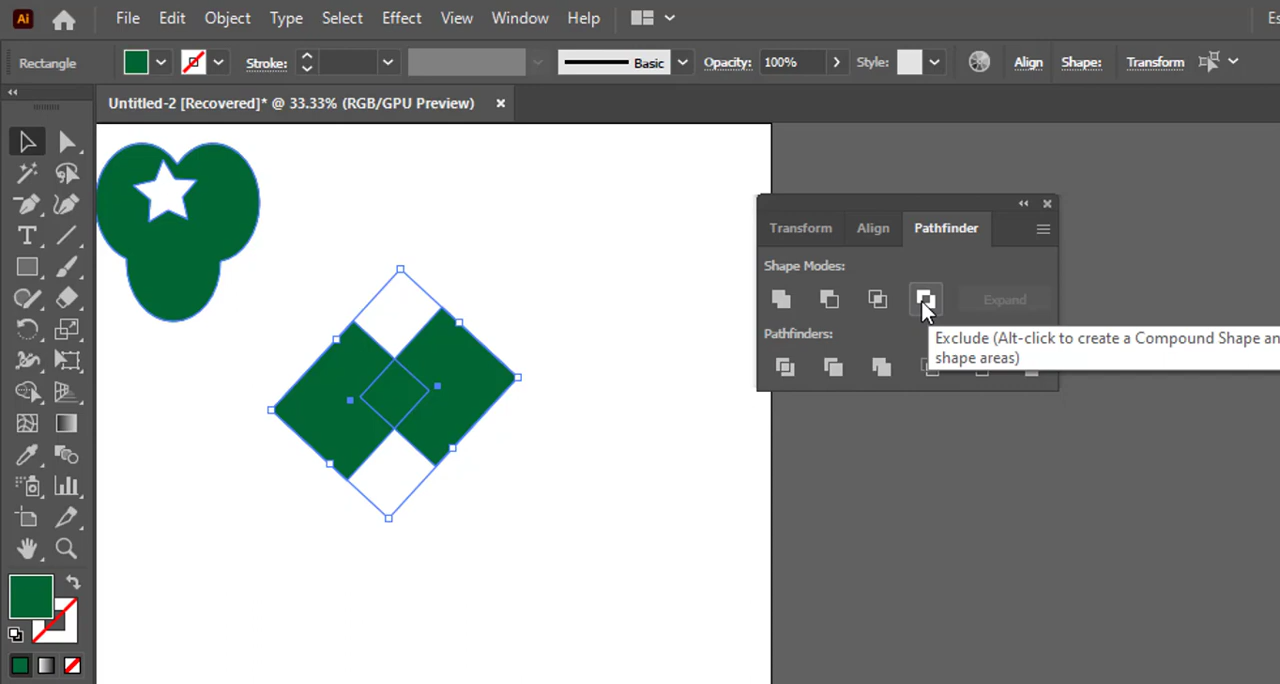 Ai File Edit Object Type Select Effect View Window Help Es
Rectangle Stroke: Basic Opacity: 100% Style: Align Shape: Transform
Untitled-2 [Recovered]* @ 33.33% (RGB/GPU Preview) ×
Transform Align Pathfinder
Shape Modes:
Expand
Pathfinders:
Exclude (Alt-click to create a Compound Shape an
shape areas)